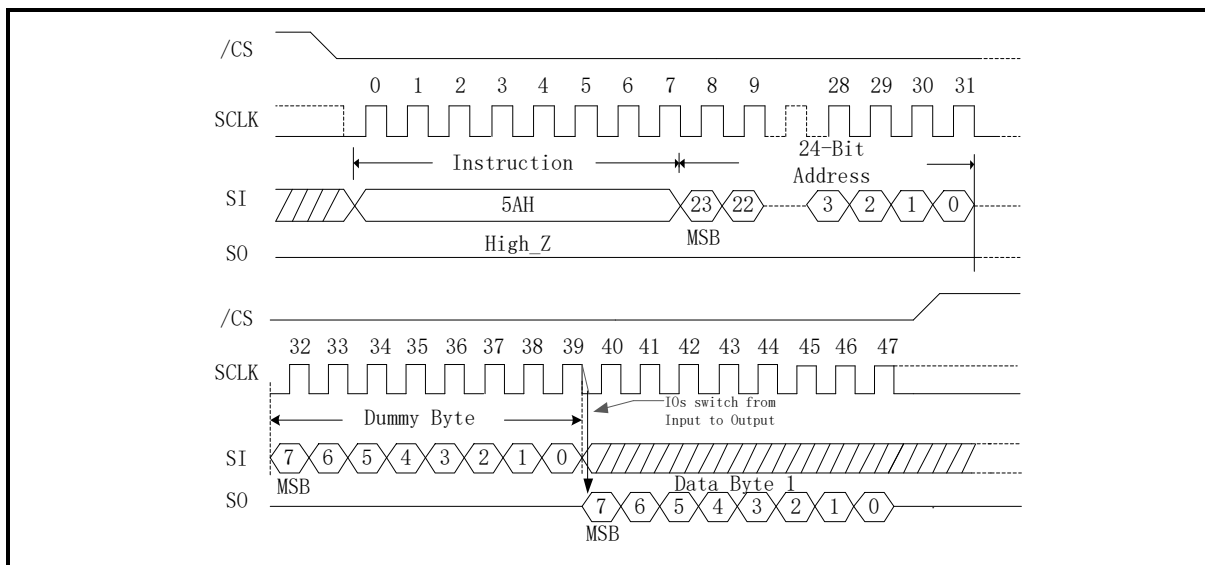 /CS
0 1 2 3 4 5 6 7 8 9 28 29 30 31
SCLK
Instruction 24-Bit
Address
SI 5AH 23 22 3 2 1 0
MSB
High_Z
SO
/CS
32 33 34 35 36 37 38 39 40 41 42 43 44 45 46 47
SCLK
Dummy Byte IOs switch from
Input to Output
SI 7 6 5 4 3 2 1 0
MSB Data Byte 1
SO 7 6 5 4 3 2 1 0
MSB